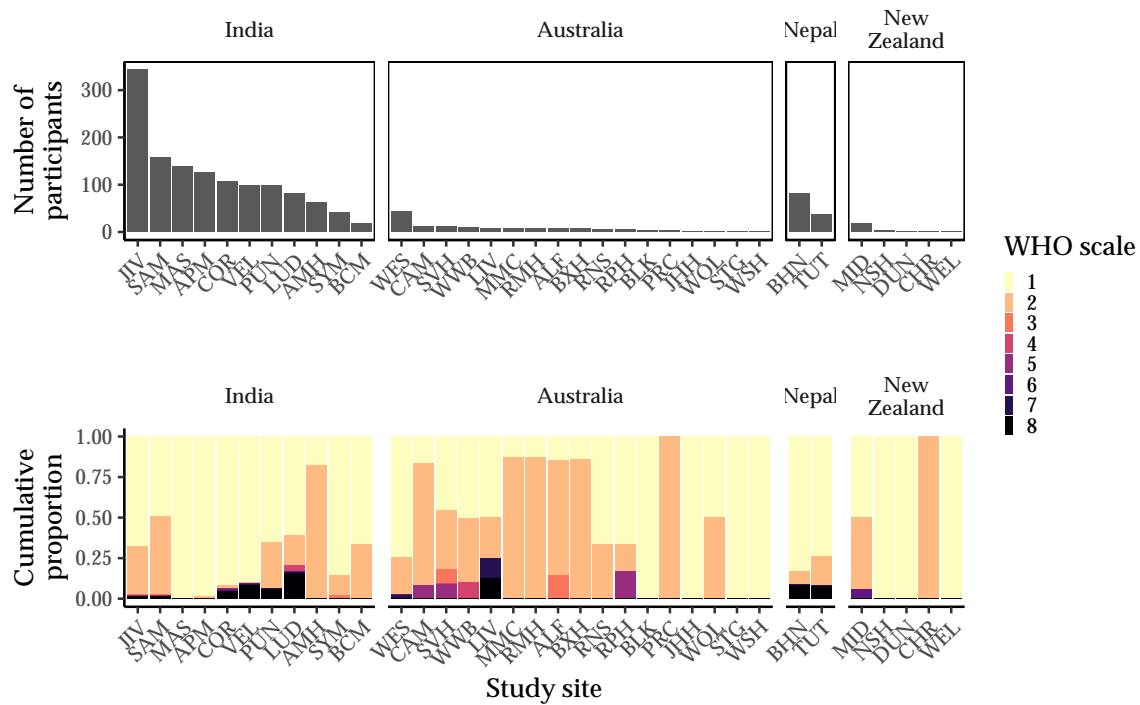 India
Australia
Nepal
New
Zealand
Number of
participants
300
200
100
0
JIV SAM MAS APM COR VEL PUN LUD AMH SYM BCM WES CAM SVH WWB LIV MMC RMH ALF BXH RNS RPH BLK PRC JHH WOL STG WSH BHN TUT MID NSH DUN CHR WEL
WHO scale
1
2
3
4
5
6
7
8
India
Australia
Nepal
New
Zealand
Cumulative
proportion
1.00
0.75
0.50
0.25
0.00
JIV SAM MAS APM COR VEL PUN LUD AMH SYM BCM WES CAM SVH WWB LIV MMC RMH ALF BXH RNS RPH BLK PRC JHH WOL STG WSH BHN TUT MID NSH DUN CHR WEL
Study site